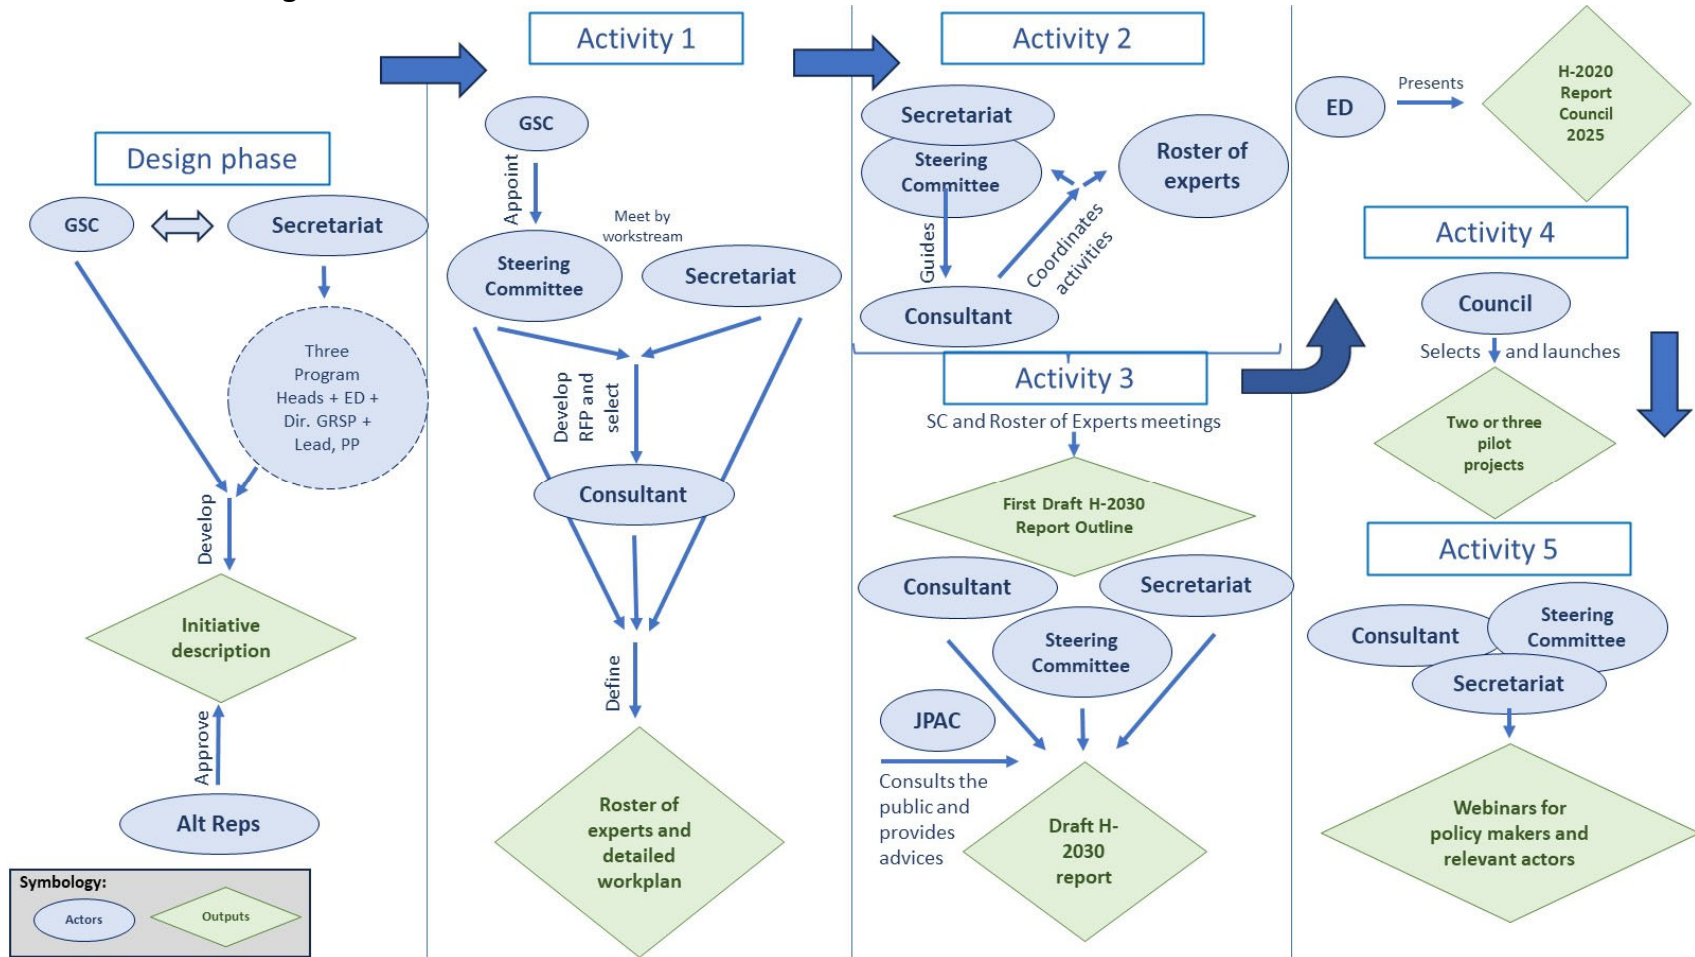 Design phase
GSC
Secretariat
Three
Program
Heads + ED +
Dir. GRSP +
Lead, PP
Develop
Initiative
description
Approve
Alt Reps
Symbology:
Actors
Outputs
Activity 1
GSC
Appoint
Meet by
workstream
Steering
Committee
Secretariat
Develop
RFP and
select
Consultant
Define
Roster of
experts and
detailed
workplan
Activity 2
Secretariat
Steering
Committee
Roster of
experts
Guides
Coordinates
activities
Consultant
Activity 3
SC and Roster of Experts meetings
First Draft H-2030
Report Outline
Consultant
Secretariat
Steering
Committee
JPAC
Consults the
public and
provides
advices
Draft H-
2030
report
ED
Presents
H-2020
Report
Council
2025
Activity 4
Council
Selects and launches
Two or three
pilot
projects
Activity 5
Consultant
Steering
Committee
Secretariat
Webinars for
policy makers and
relevant actors